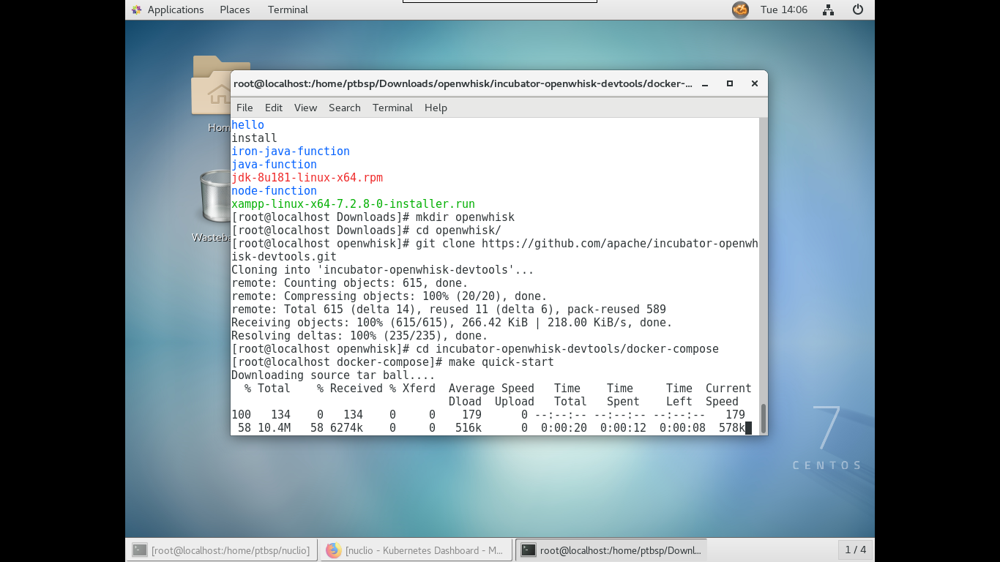 Applications Places Terminal Tue 14:06
root@localhost:/home/ptbsp/Downloads/openwhisk/incubator-openwhisk-devtools/docker-...
File Edit View Search Terminal Help
hello
install
iron-java-function
java-function
jdk-8u181-linux-x64.rpm
node-function
xampp-linux-x64-7.2.8-0-installer.run
[root@localhost Downloads]# mkdir openwhisk
[root@localhost Downloads]# cd openwhisk/
[root@localhost openwhisk]# git clone https://github.com/apache/incubator-openwh
isk-devtools.git
Cloning into 'incubator-openwhisk-devtools'...
remote: Counting objects: 615, done.
remote: Compressing objects: 100% (20/20), done.
remote: Total 615 (delta 14), reused 11 (delta 6), pack-reused 589
Receiving objects: 100% (615/615), 266.42 KiB | 218.00 KiB/s, done.
Resolving deltas: 100% (235/235), done.
[root@localhost openwhisk]# cd incubator-openwhisk-devtools/docker-compose
[root@localhost docker-compose]# make quick-start
Downloading source tar ball....
% Total % Received % Xferd Average Speed Time Time Time Current
Dload Upload Total Spent Left Speed
100 134 0 134 0 0 179 0 --:--:-- --:--:-- --:--:-- 179
58 10.4M 58 6274k 0 0 516k 0 0:00:20 0:00:12 0:00:08 578k
Hom
Wasteba
7
CENTOS
[root@localhost:/home/ptbsp/nuclio]
[nuclio - Kubernetes Dashboard - M...
root@localhost:/home/ptbsp/Downl...
1 / 4